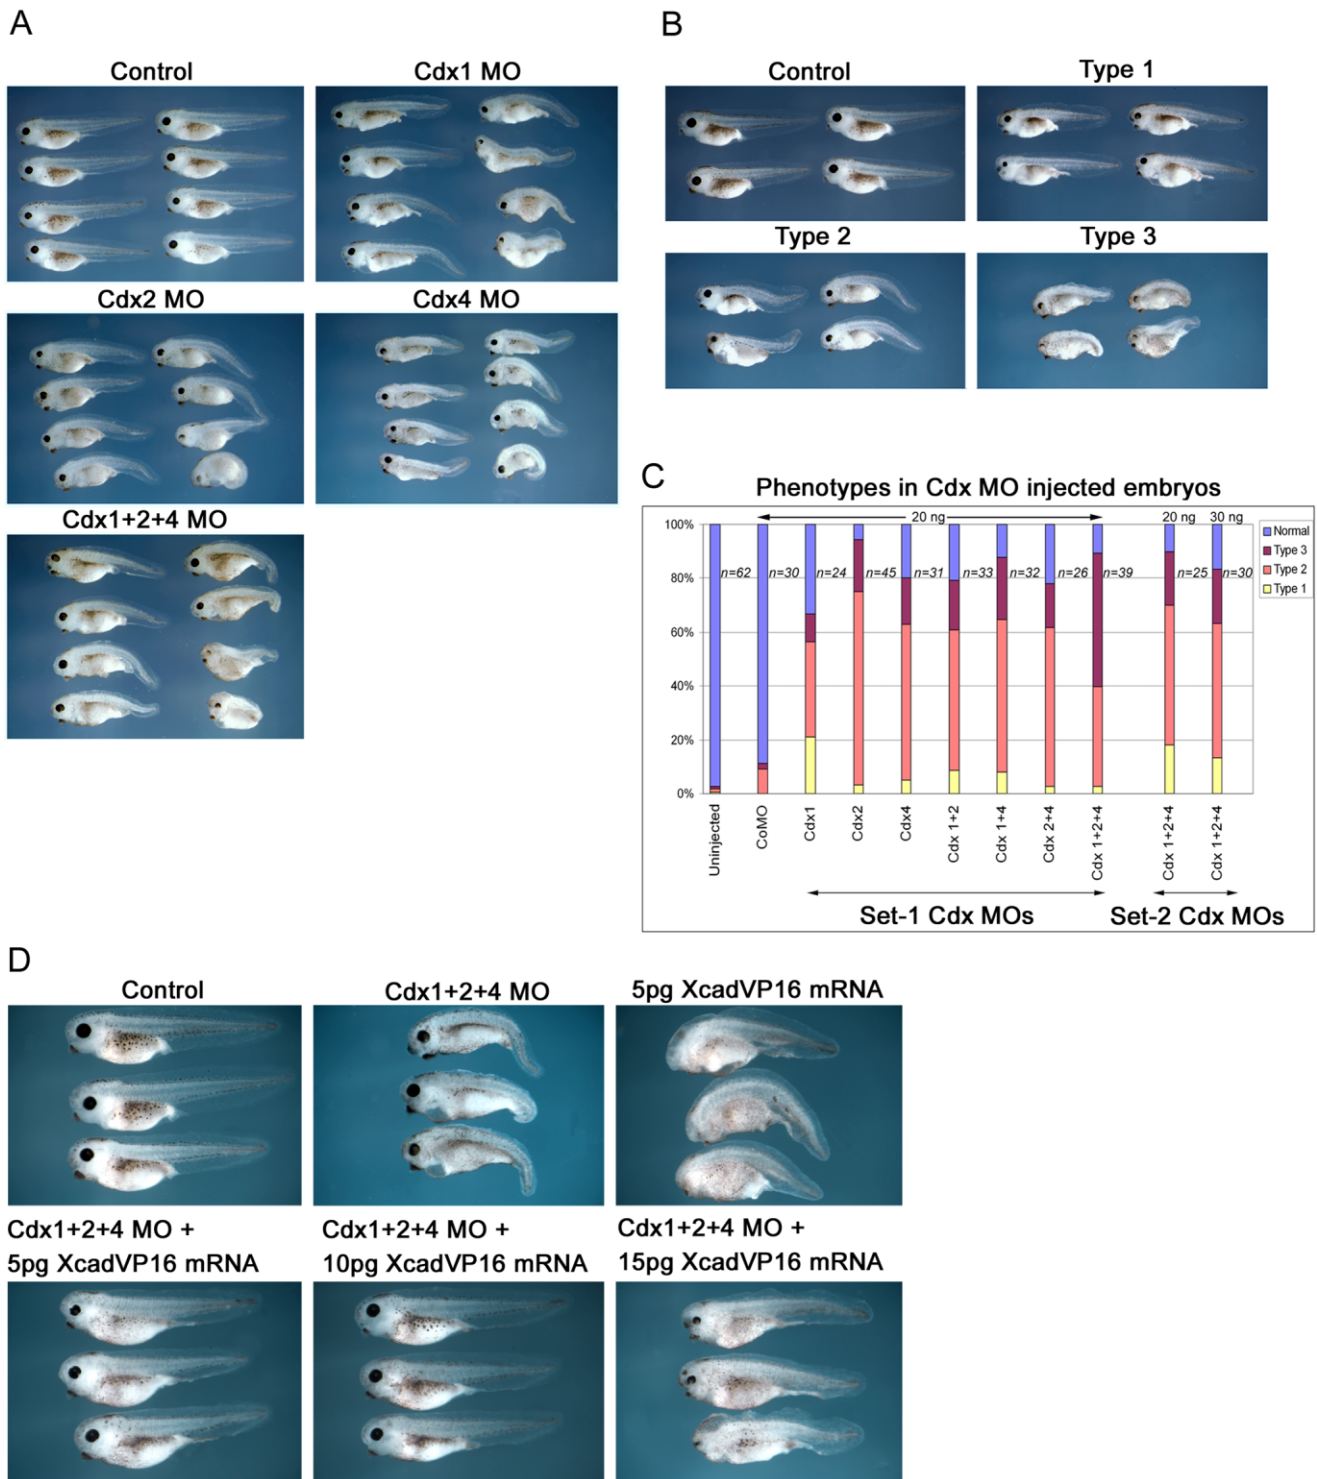 A
Control
Cdx1 MO
Cdx2 MO
Cdx4 MO
Cdx1+2+4 MO
B
Control
Type 1
Type 2
Type 3
C
Phenotypes in Cdx MO injected embryos
20 ng
20 ng
30 ng
100%
80%
60%
40%
20%
0%
n=62
n=30
n=24
n=45
n=31
n=33
n=32
n=26
n=39
n=25
n=30
Normal
Type 3
Type 2
Type 1
Uninjected
CoMO
Cdx1
Cdx2
Cdx4
Cdx 1+2
Cdx 1+4
Cdx 2+4
Cdx 1+2+4
Cdx 1+2+4
Cdx 1+2+4
Set-1 Cdx MOs
Set-2 Cdx MOs
D
Control
Cdx1+2+4 MO
5pg XcadVP16 mRNA
Cdx1+2+4 MO +
5pg XcadVP16 mRNA
Cdx1+2+4 MO +
10pg XcadVP16 mRNA
Cdx1+2+4 MO +
15pg XcadVP16 mRNA